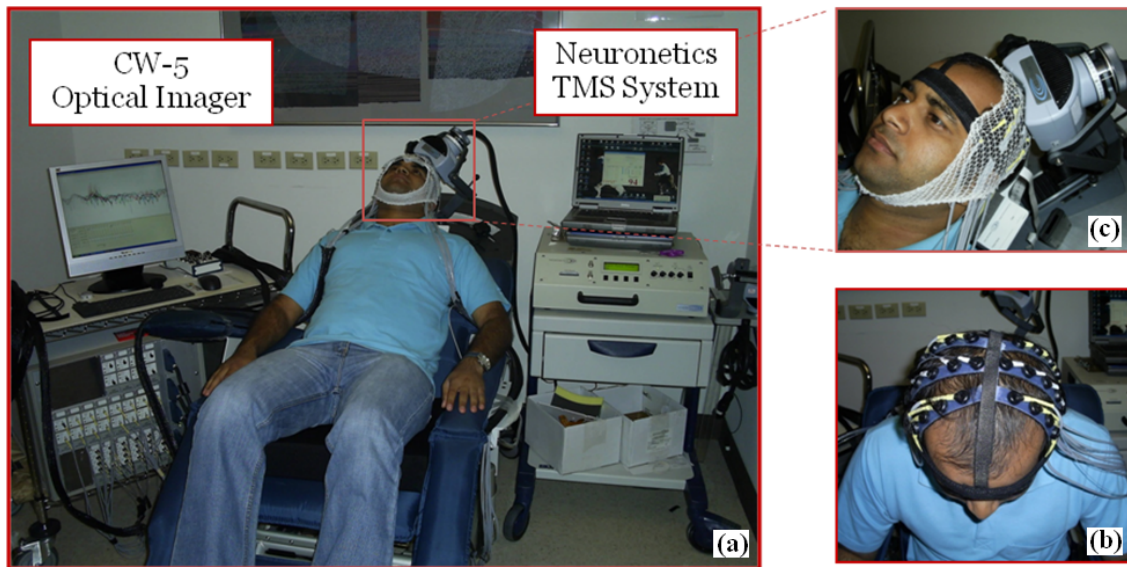 CW-5
Optical Imager
Neuronetics
TMS System
(a)
(c)
(b)